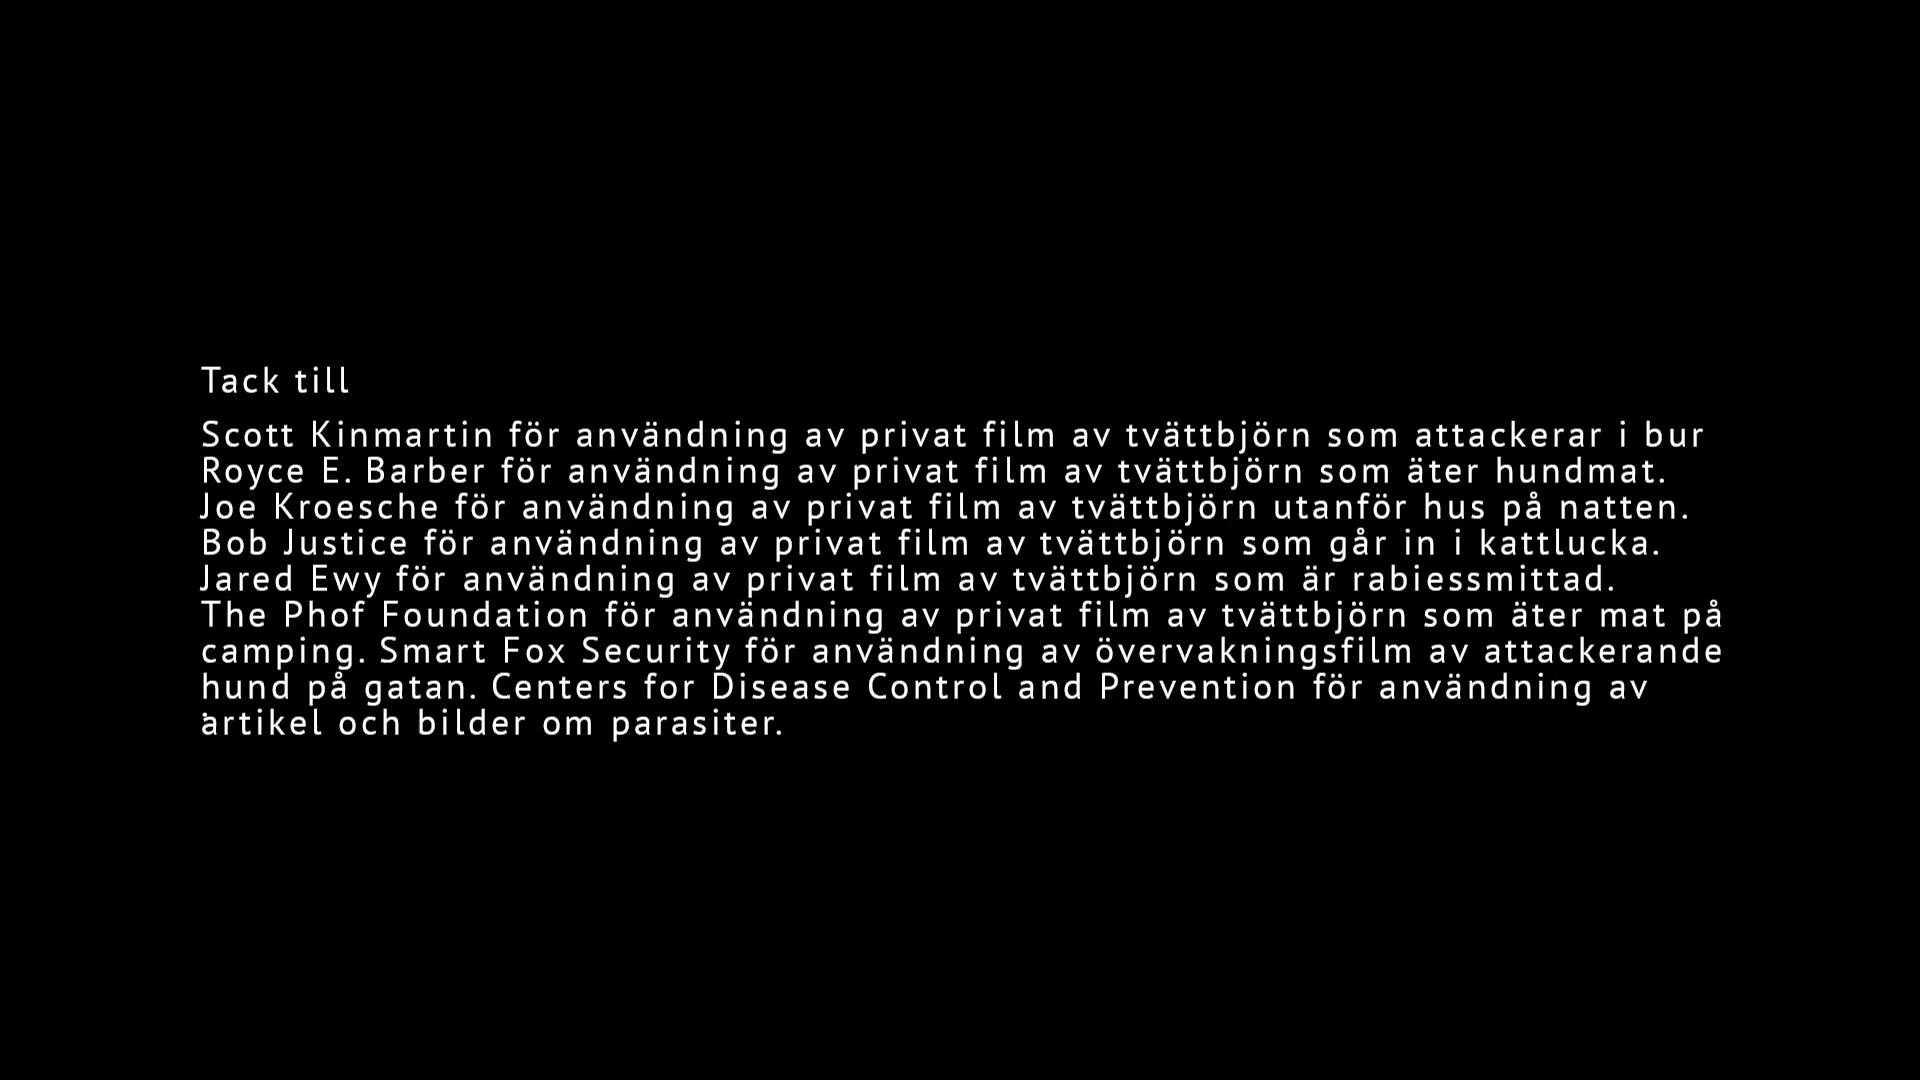 Tack till
Scott Kinmartin för användning av privat film av tvättbjörn som attackerar i bur
Royce E. Barber för användning av privat film av tvättbjörn som äter hundmat.
Joe Kroesche för användning av privat film av tvättbjörn utanför hus på natten.
Bob Justice för användning av privat film av tvättbjörn som går in i kattlucka.
Jared Ewy för användning av privat film av tvättbjörn som är rabiessmittad.
The Phof Foundation för användning av privat film av tvättbjörn som äter mat på
camping. Smart Fox Security för användning av övervakningsfilm av attackerande
hund på gatan. Centers for Disease Control and Prevention för användning av
artikel och bilder om parasiter.